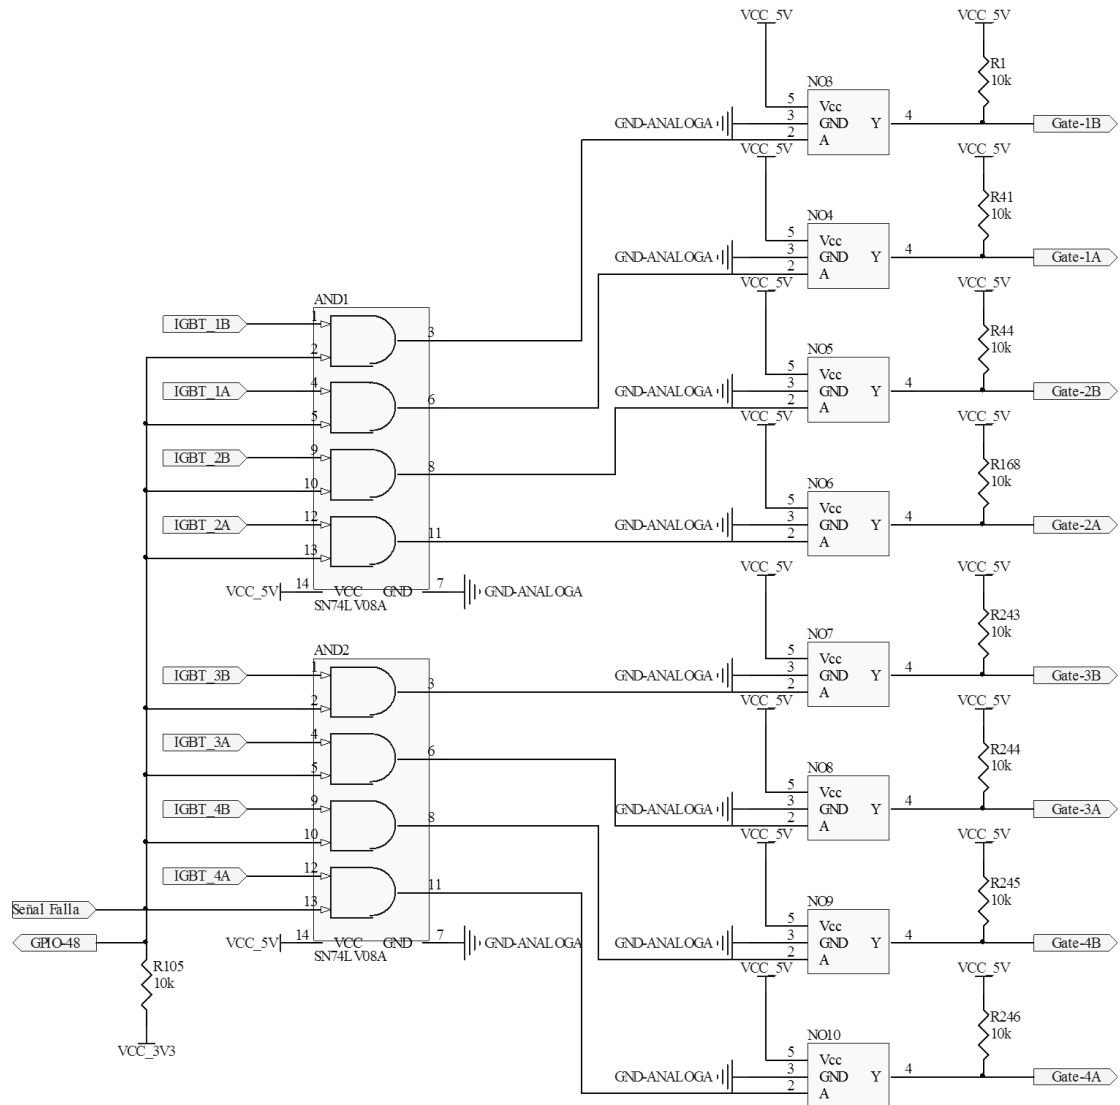 VCC_5V VCC_5V
R1
10k
NO3
5 Vcc
GND-ANALOGA 3 GND Y 4 Gate-1B
2 A
VCC_5V VCC_5V
R41
10k
NO4
5 Vcc
GND-ANALOGA 3 GND Y 4 Gate-1A
2 A
VCC_5V VCC_5V
R44
10k
NO5
5 Vcc
GND-ANALOGA 3 GND Y 4 Gate-2B
2 A
VCC_5V VCC_5V
R168
10k
NO6
5 Vcc
GND-ANALOGA 3 GND Y 4 Gate-2A
2 A
AND1
IGBT_1B 1
2 3
IGBT_1A 4
5 6
IGBT_2B 9
10 8
IGBT_2A 12
13 11
VCC_5V 14 VCC GND 7 GND-ANALOGA
SN74LV08A
VCC_5V VCC_5V
R243
10k
NO7
5 Vcc
GND-ANALOGA 3 GND Y 4 Gate-3B
2 A
VCC_5V VCC_5V
R244
10k
NO8
5 Vcc
GND-ANALOGA 3 GND Y 4 Gate-3A
2 A
VCC_5V VCC_5V
R245
10k
NO9
5 Vcc
GND-ANALOGA 3 GND Y 4 Gate-4B
2 A
VCC_5V VCC_5V
R246
10k
NO10
5 Vcc
GND-ANALOGA 3 GND Y 4 Gate-4A
2 A
AND2
IGBT_3B 1
2 3
IGBT_3A 4
5 6
IGBT_4B 9
10 8
IGBT_4A 12
13 11
Señal Falla
GPIO-48
VCC_5V 14 VCC GND 7 GND-ANALOGA
SN74LV08A
R105
10k
VCC_3V3